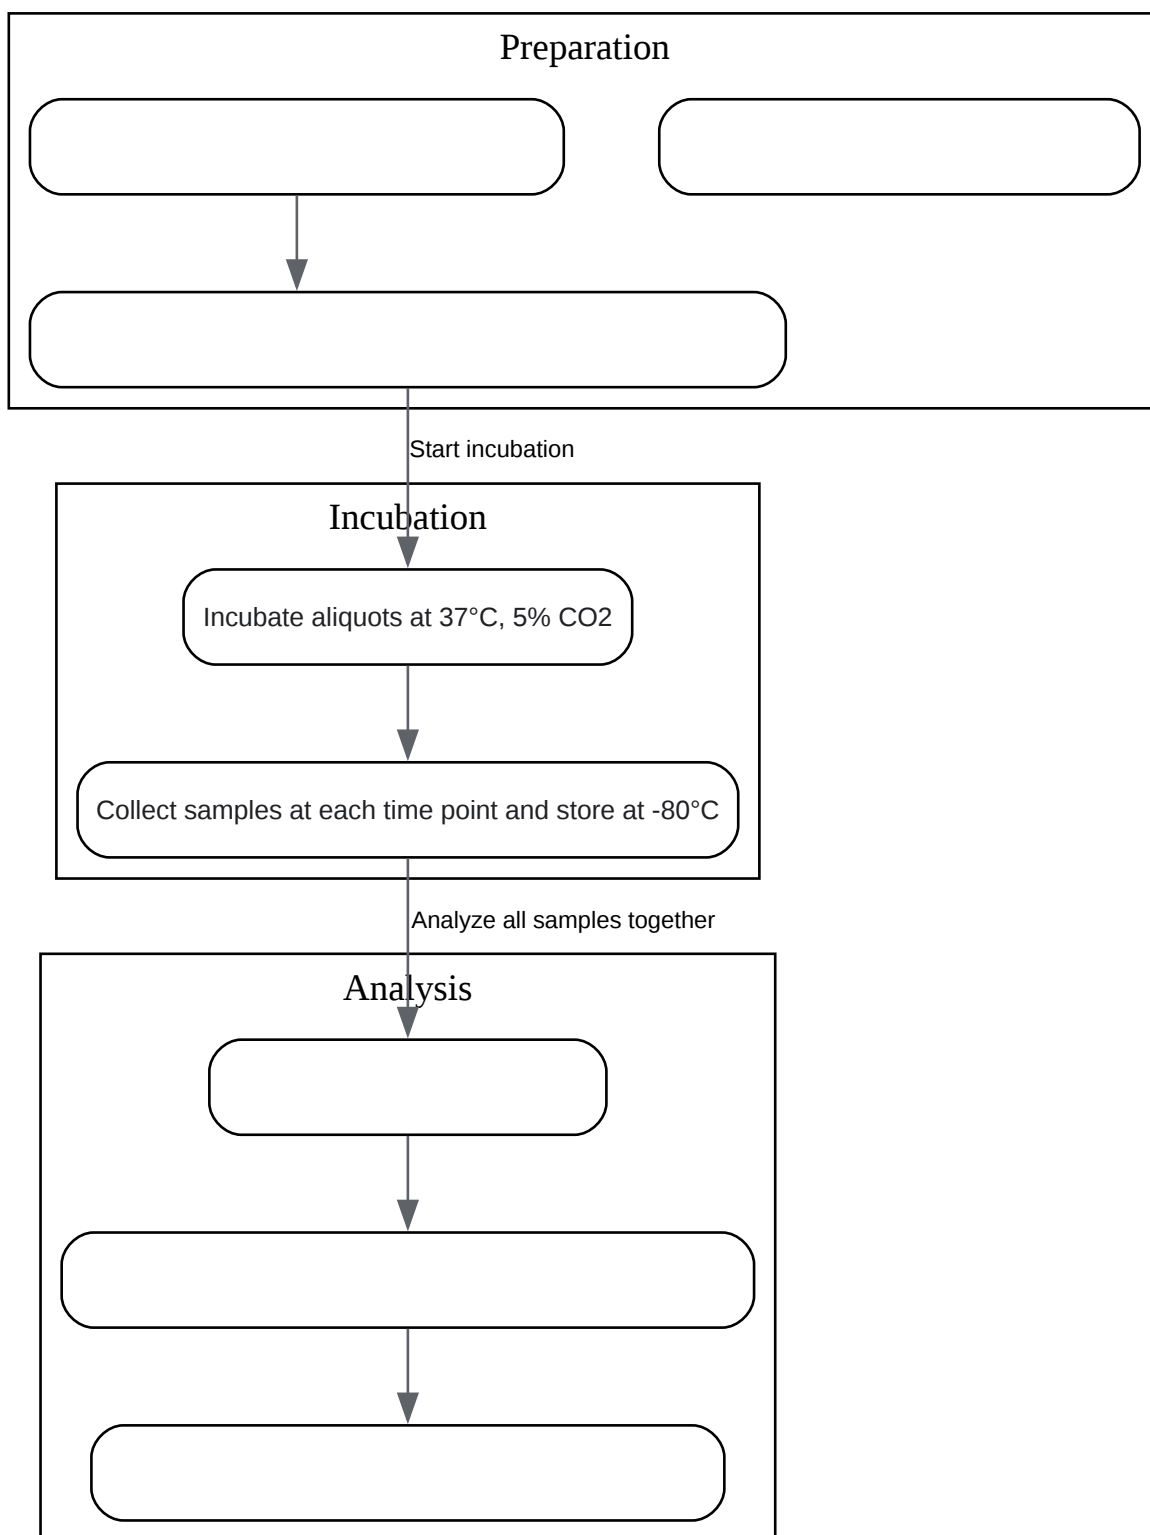 Preparation
Start incubation
Incubation
Incubate aliquots at 37°C, 5% CO2
Collect samples at each time point and store at -80°C
Analyze all samples together
Analysis